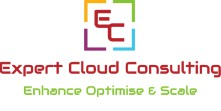 EC
Expert Cloud Consulting
Enhance Optimise & Scale